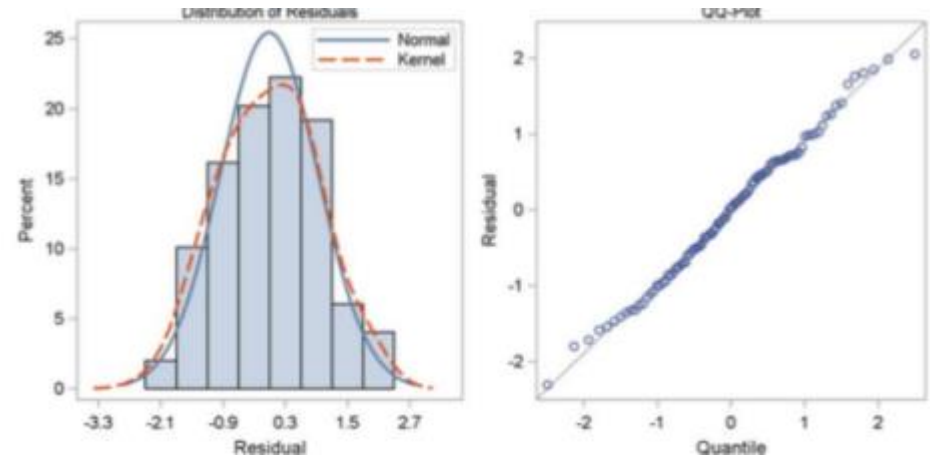 Distribution of Residuals
25
20
15
10
5
0
Percent
Normal
Kernel
-3.3 -2.1 -0.9 0.3 1.5 2.7
Residual
QQ-Plot
2
1
0
-1
-2
Residual
-2 -1 0 1 2
Quantile